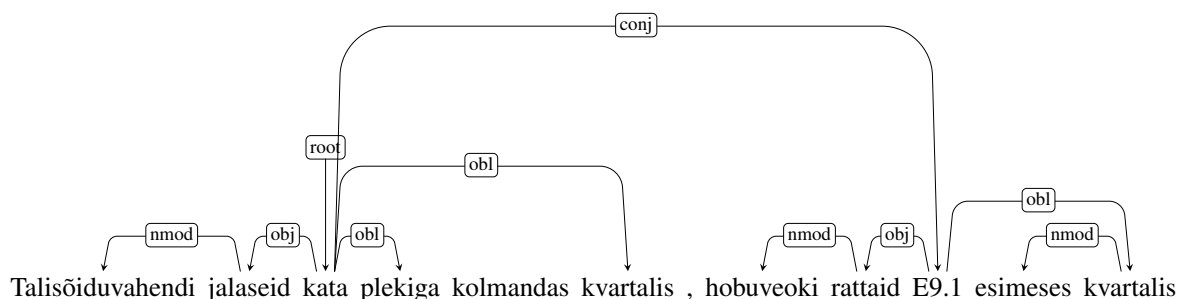 conj
root
obl
obl
nmod obj obl nmod obj nmod
Talisõiduvahendi jalaseid kata plekiga kolmandas kvartalis , hobuveoki rattaid E9.1 esimeses kvartalis